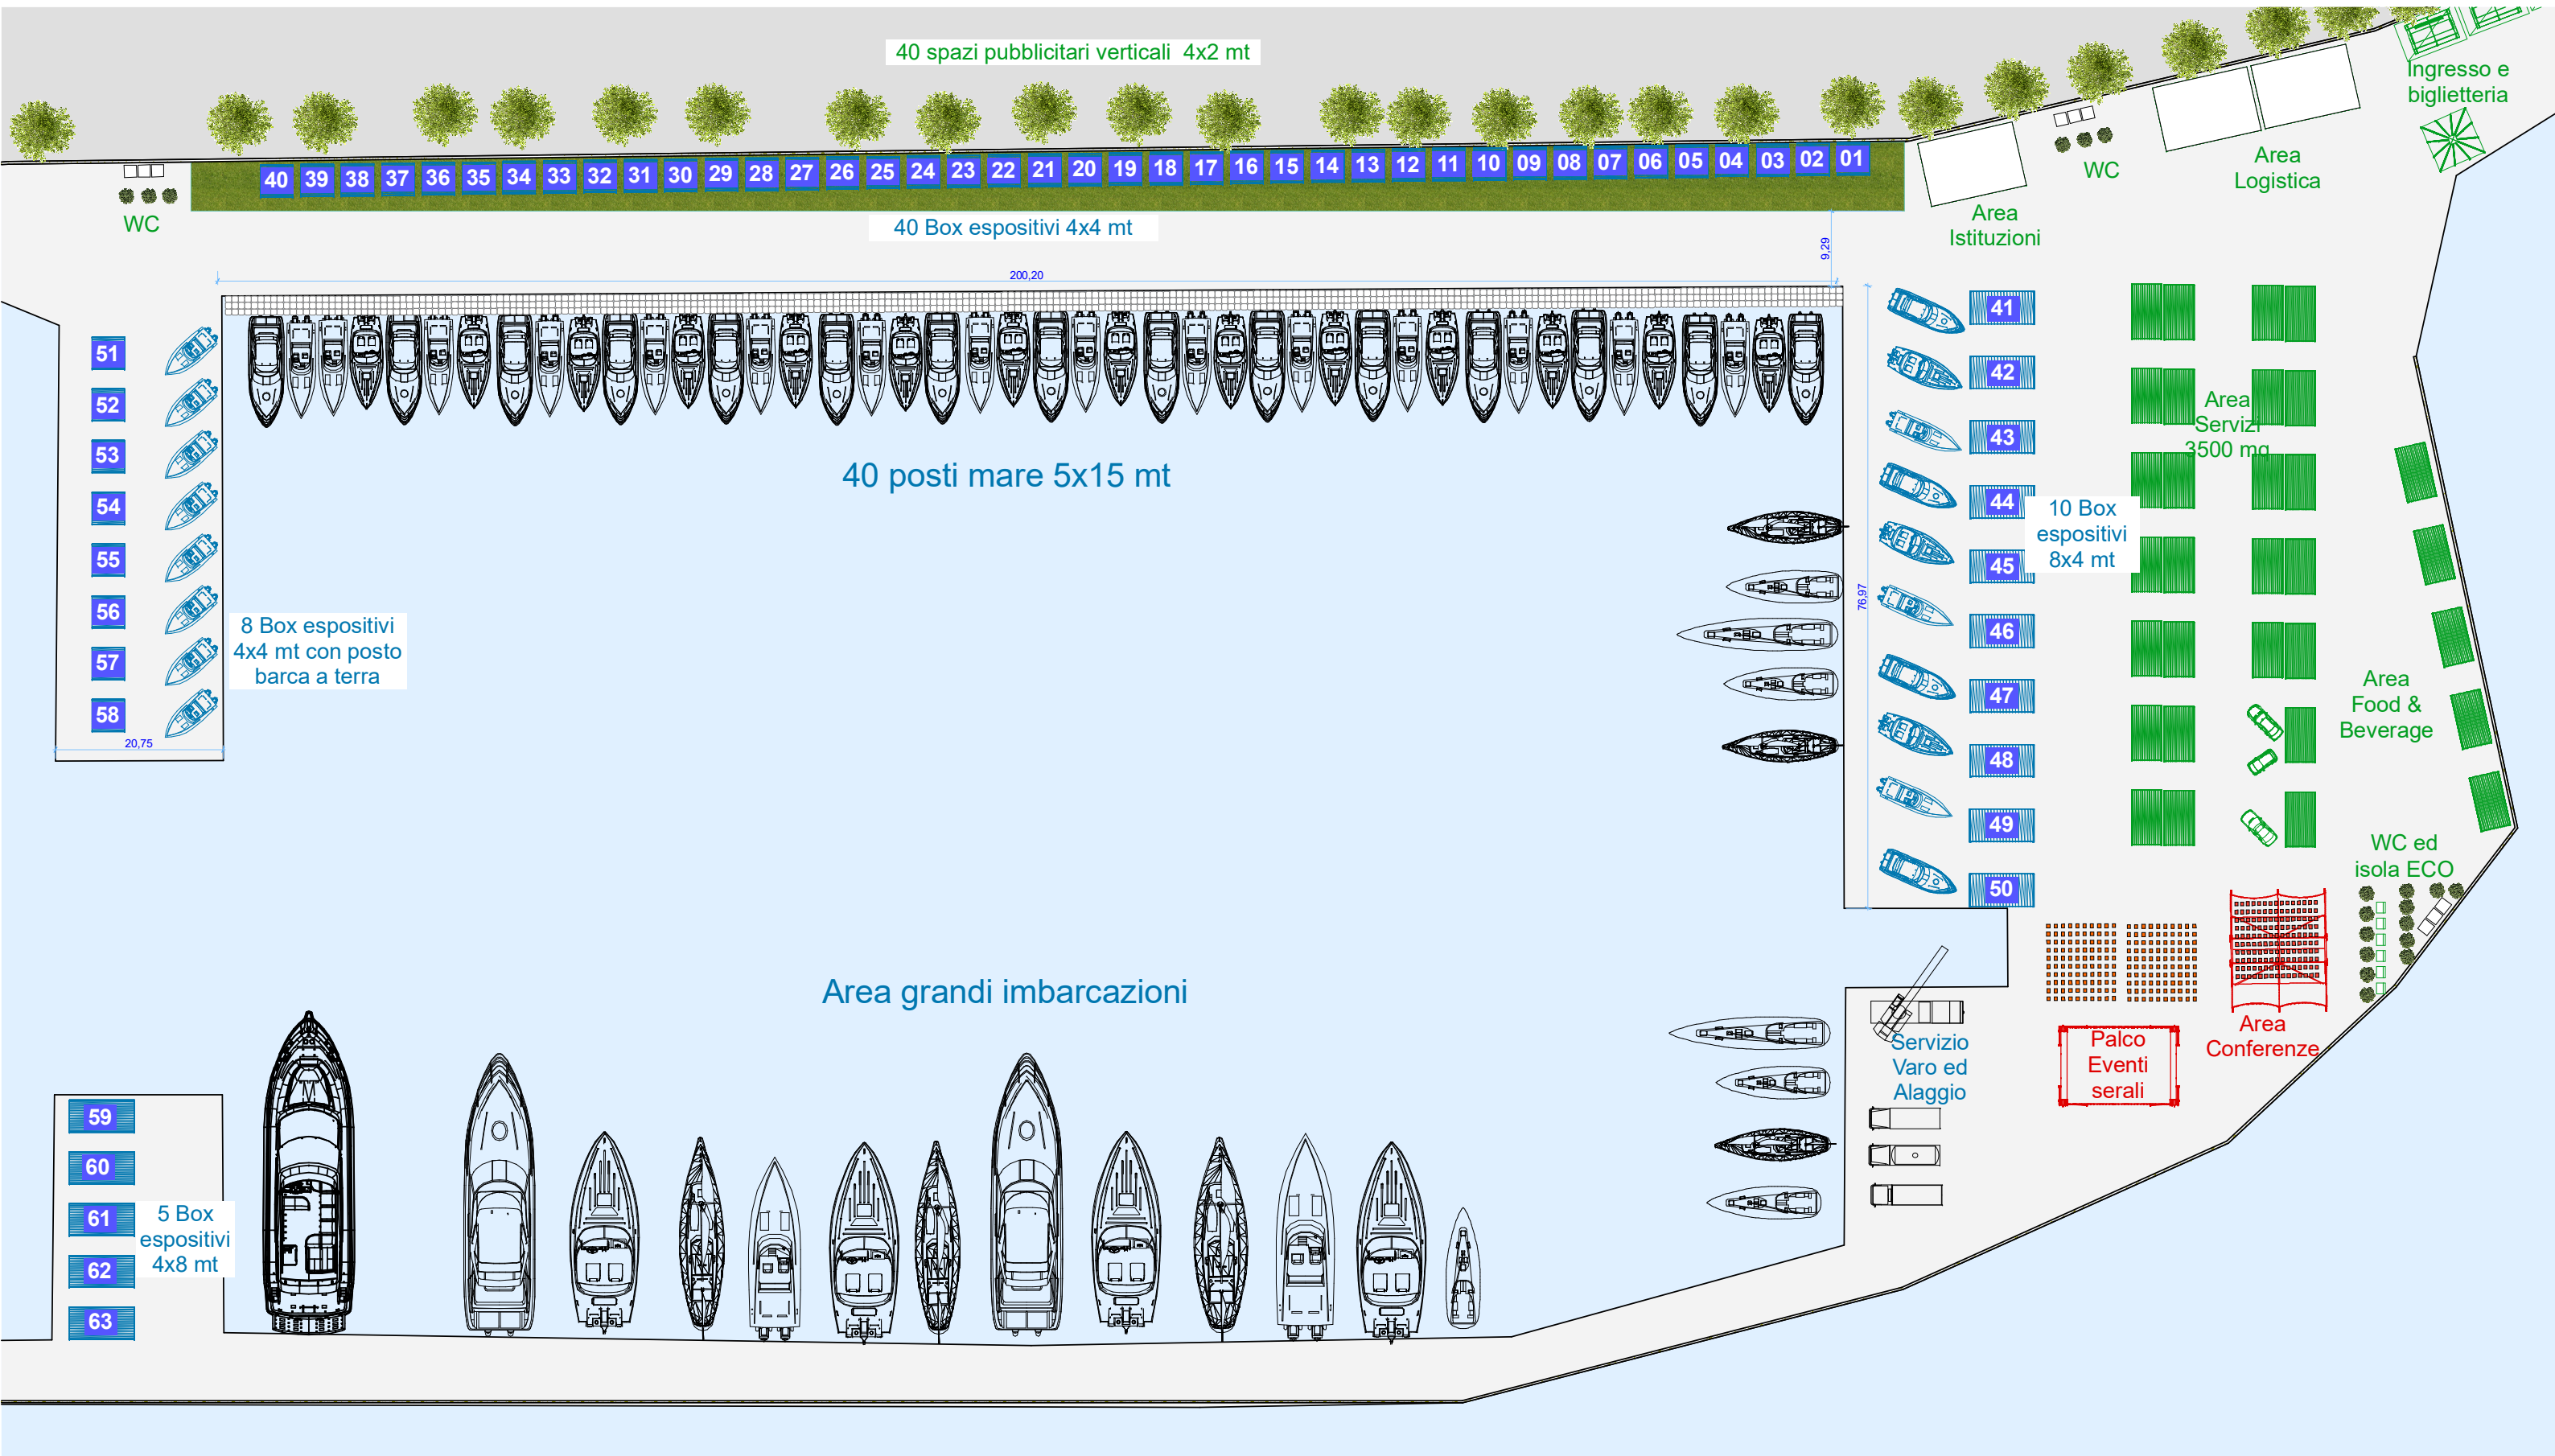 40 spazi pubblicitari verticali  4x2 mt
Ingresso e
biglietteria
40 39 38 37 36 35 34 33 32 31 30 29 28 27 26 25 24 23 22 21 20 19 18 17 16 15 14 13 12 11 10 09 08 07 06 05 04 03 02 01
WC
Area
Logistica
WC
Area
Istituzioni
40 Box espositivi 4x4 mt
9,29
200,20
41
42
43
44
45
46
47
48
49
50
76,97
10 Box
espositivi
8x4 mt
Area
Servizi
3500 mq
51
52
53
54
55
56
57
58
20,75
8 Box espositivi
4x4 mt con posto
barca a terra
40 posti mare 5x15 mt
Area
Food &
Beverage
WC ed
isola ECO
Area grandi imbarcazioni
Servizio
Varo ed
Alaggio
Palco
Eventi
serali
Area
Conferenze
59
60
61
62
63
5 Box
espositivi
4x8 mt